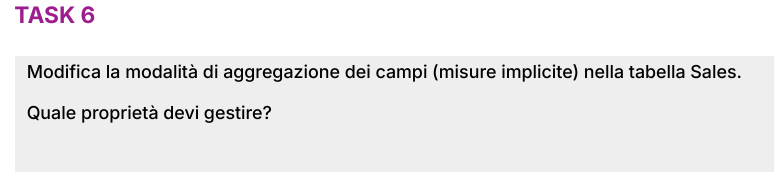 TASK 6
Modifica la modalità di aggregazione dei campi (misure implicite) nella tabella Sales.
Quale proprietà devi gestire?